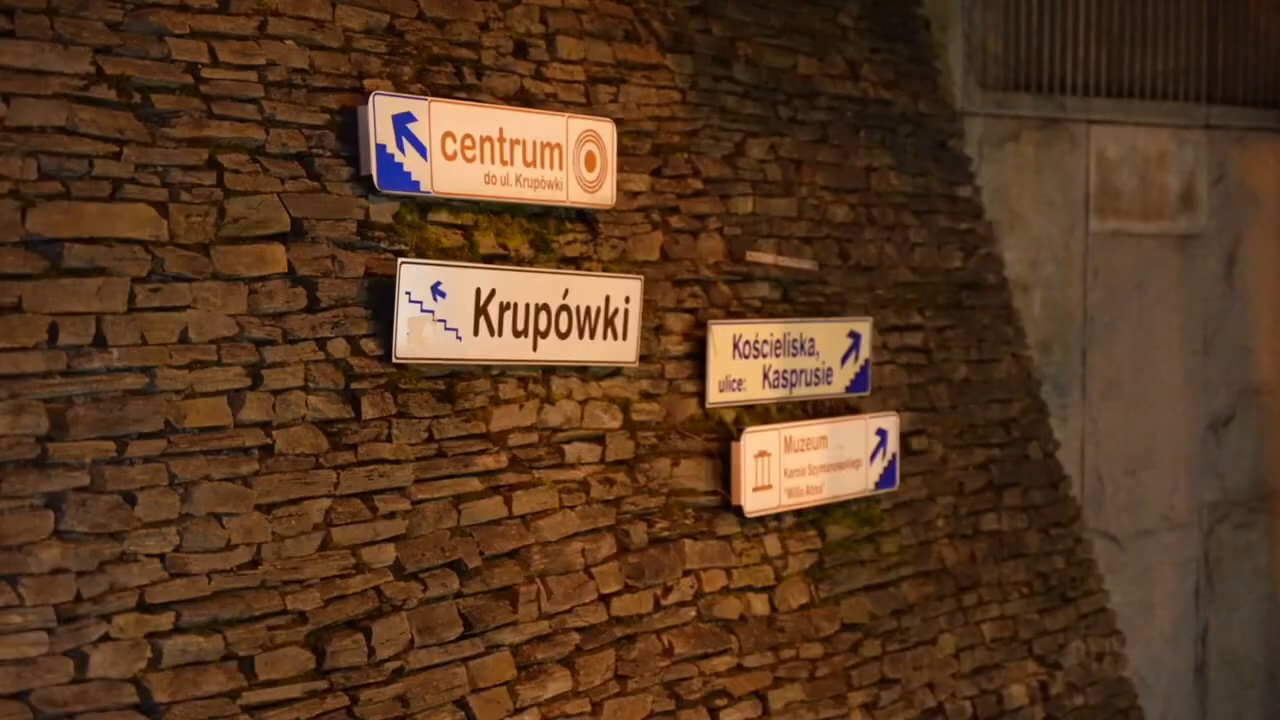 centrum
do ul. Krupówki
Krupówki
Kościeliska,
ulice: Kasprusie
Muzeum
Karola Szymanowskiego
"Willa Atma"